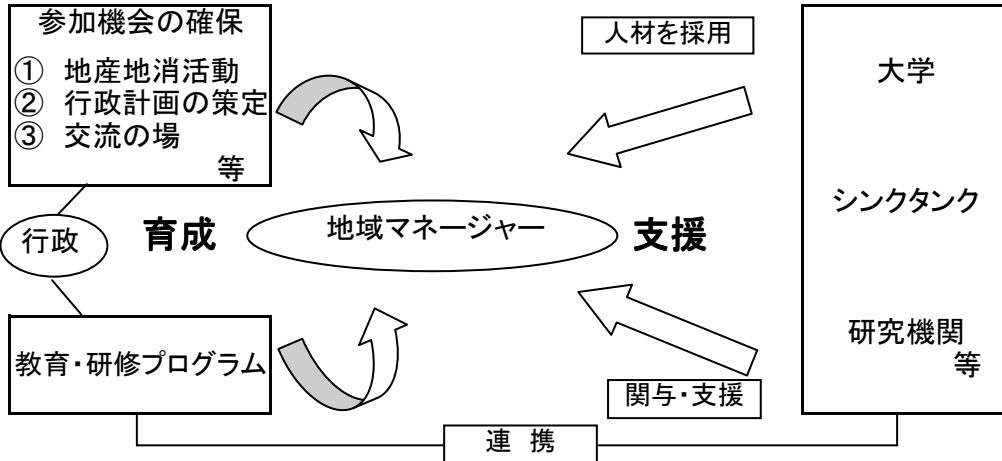 参加機会の確保
① 地産地消活動
② 行政計画の策定
③ 交流の場
等
行政
育成
教育・研修プログラム
地域マネージャー
人材を採用
支援
関与・支援
大学
シンクタンク
研究機関
等
連 携